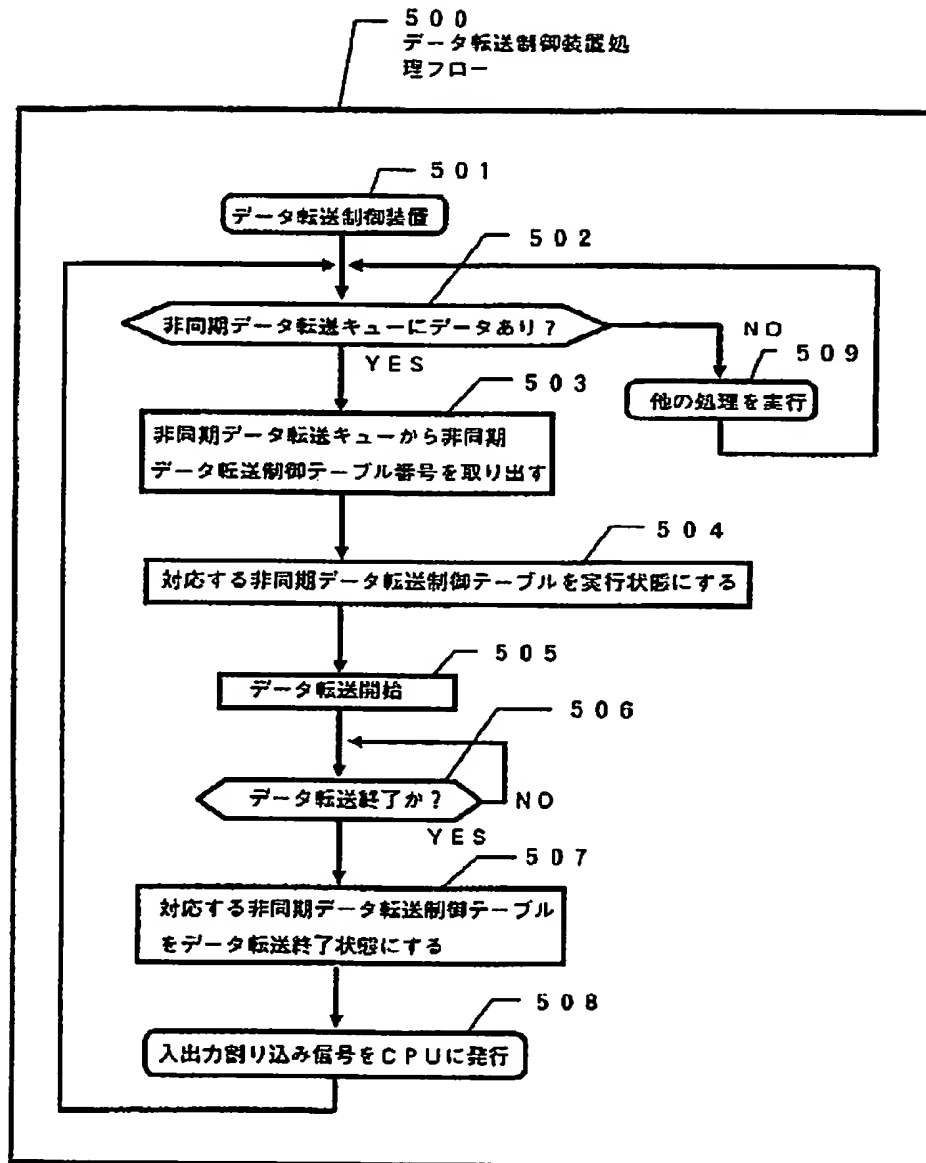 500
データ転送制御装置処
理フロー
501
データ転送制御装置
502
非同期データ転送キューにデータあり？
NO
YES
509
他の処理を実行
503
非同期データ転送キューから非同期
データ転送制御テーブル番号を取り出す
504
対応する非同期データ転送制御テーブルを実行状態にする
505
データ転送開始
506
データ転送終了か？
NO
YES
507
対応する非同期データ転送制御テーブル
をデータ転送終了状態にする
508
入出力割り込み信号をＣＰＵに発行